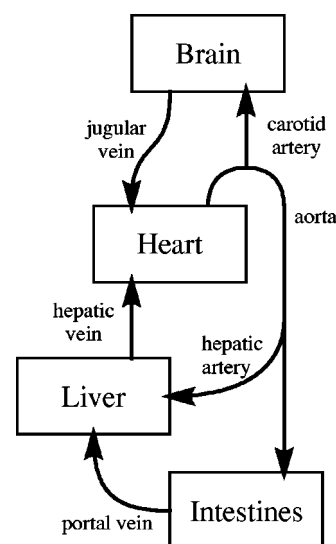 Brain
jugular
vein
carotid
artery
aorta
Heart
hepatic
vein
hepatic
artery
Liver
portal vein
Intestines